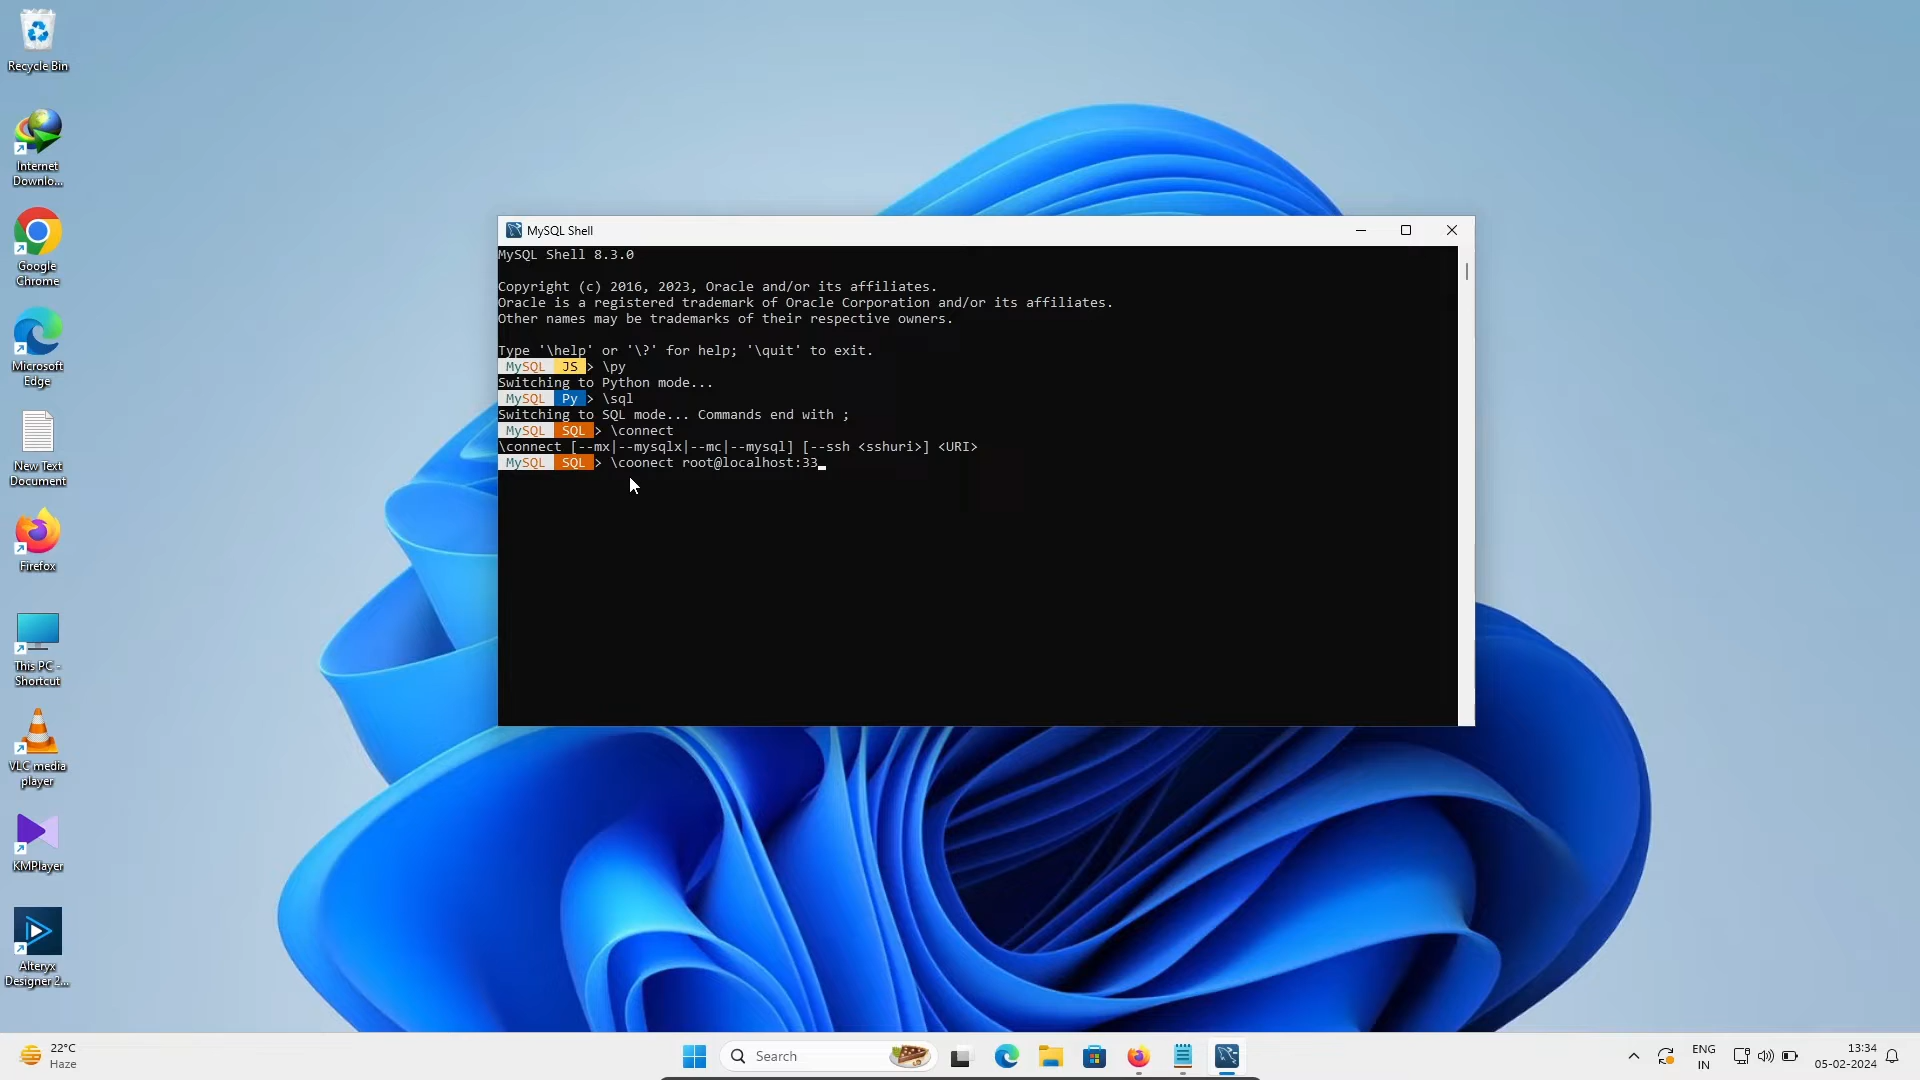 Recycle Bin
Internet
Downlo...
Google
Chrome
Microsoft
Edge
New Text
Document
Firefox
This PC -
Shortcut
VLC media
player
KMPlayer
Alteryx
Designer 2...
MySQL Shell
MySQL Shell 8.3.0
Copyright (c) 2016, 2023, Oracle and/or its affiliates.
Oracle is a registered trademark of Oracle Corporation and/or its affiliates.
Other names may be trademarks of their respective owners.
Type '\help' or '\?' for help; '\quit' to exit.
MySQL JS > \py
Switching to Python mode...
MySQL Py > \sql
Switching to SQL mode... Commands end with ;
MySQL SQL > \connect
\connect [--mx|--mysqlx|--mc|--mysql] [--ssh <sshuri>] <URI>
MySQL SQL > \coonect root@localhost:33
22°C
Haze
Search
ENG
IN
13:34
05-02-2024